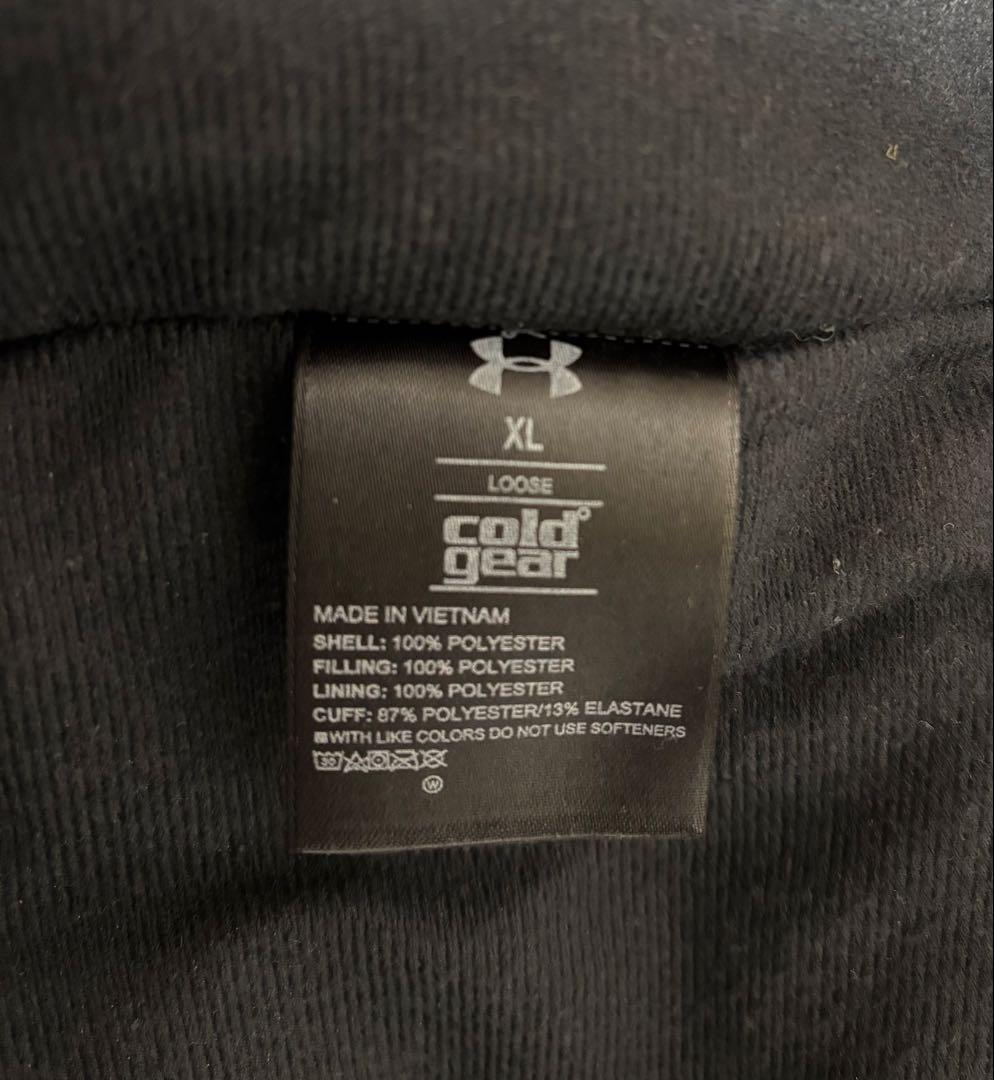 XL
LOOSE
cold
gear
MADE IN VIETNAM
SHELL: 100% POLYESTER
FILLING: 100% POLYESTER
LINING: 100% POLYESTER
CUFF: 87% POLYESTER/13% ELASTANE
WITH LIKE COLORS DO NOT USE SOFTENERS
30
W